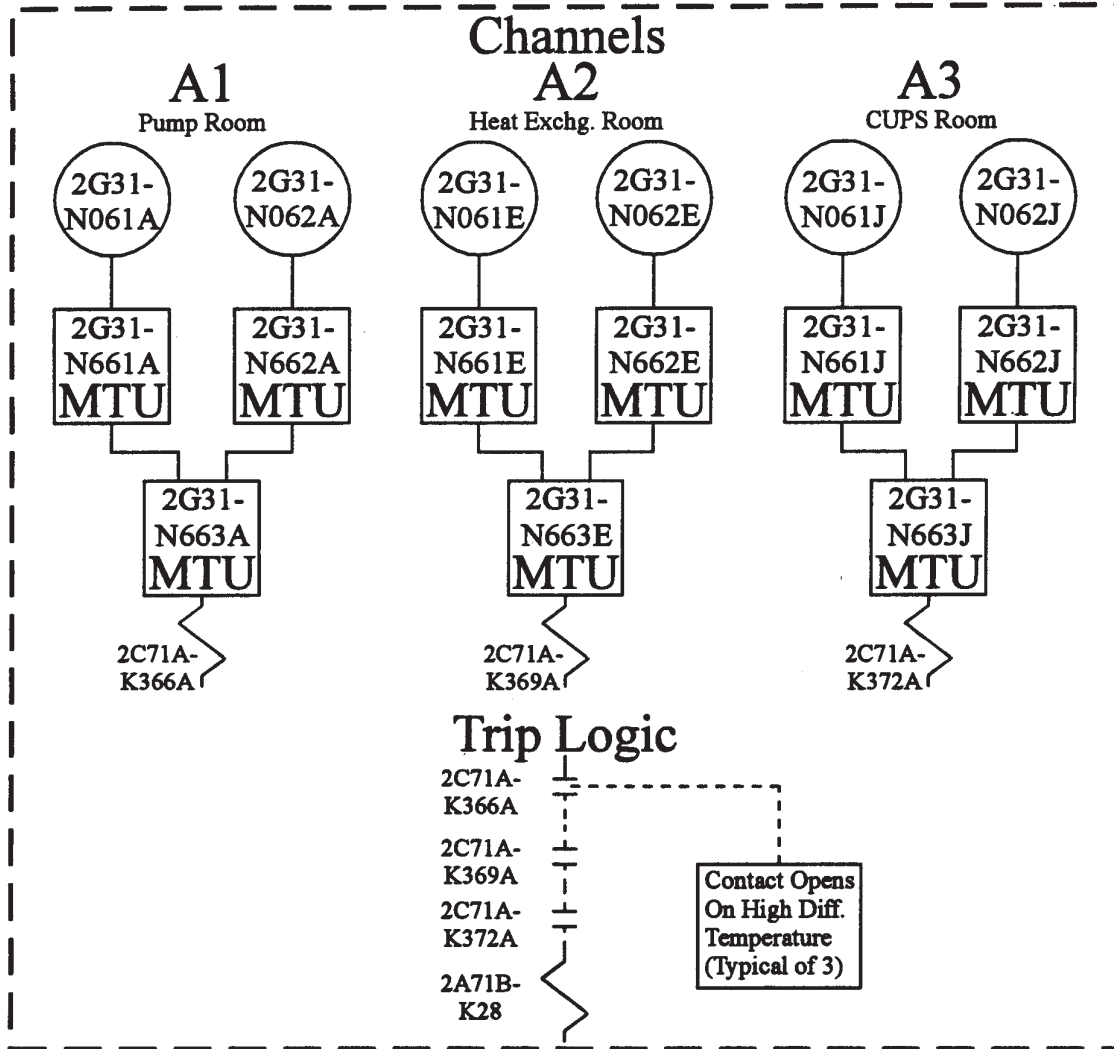 Channels
A1
Pump Room
A2
Heat Exchg. Room
A3
CUPS Room
2G31-
N061A
2G31-
N062A
2G31-
N061E
2G31-
N062E
2G31-
N061J
2G31-
N062J
2G31-
N661A
MTU
2G31-
N662A
MTU
2G31-
N661E
MTU
2G31-
N662E
MTU
2G31-
N661J
MTU
2G31-
N662J
MTU
2G31-
N663A
MTU
2G31-
N663E
MTU
2G31-
N663J
MTU
2C71A-
K366A
2C71A-
K369A
2C71A-
K372A
Trip Logic
2C71A-
K366A
2C71A-
K369A
2C71A-
K372A
2A71B-
K28
Contact Opens
On High Diff.
Temperature
(Typical of 3)